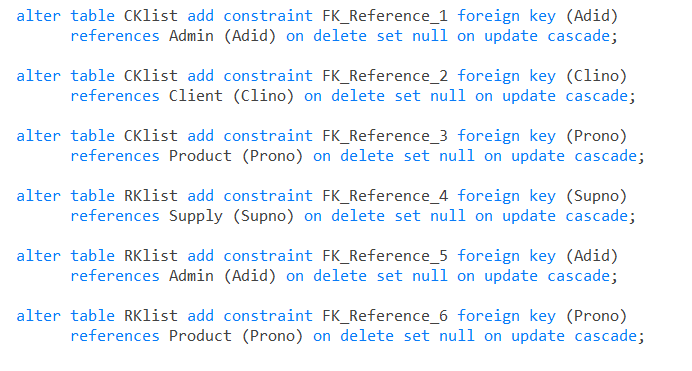 alter table CKlist add constraint FK_Reference_1 foreign key (Adid)
references Admin (Adid) on delete set null on update cascade;
alter table CKlist add constraint FK_Reference_2 foreign key (Clino)
references Client (Clino) on delete set null on update cascade;
alter table CKlist add constraint FK_Reference_3 foreign key (Prono)
references Product (Prono) on delete set null on update cascade;
alter table RKlist add constraint FK_Reference_4 foreign key (Supno)
references Supply (Supno) on delete set null on update cascade;
alter table RKlist add constraint FK_Reference_5 foreign key (Adid)
references Admin (Adid) on delete set null on update cascade;
alter table RKlist add constraint FK_Reference_6 foreign key (Prono)
references Product (Prono) on delete set null on update cascade;